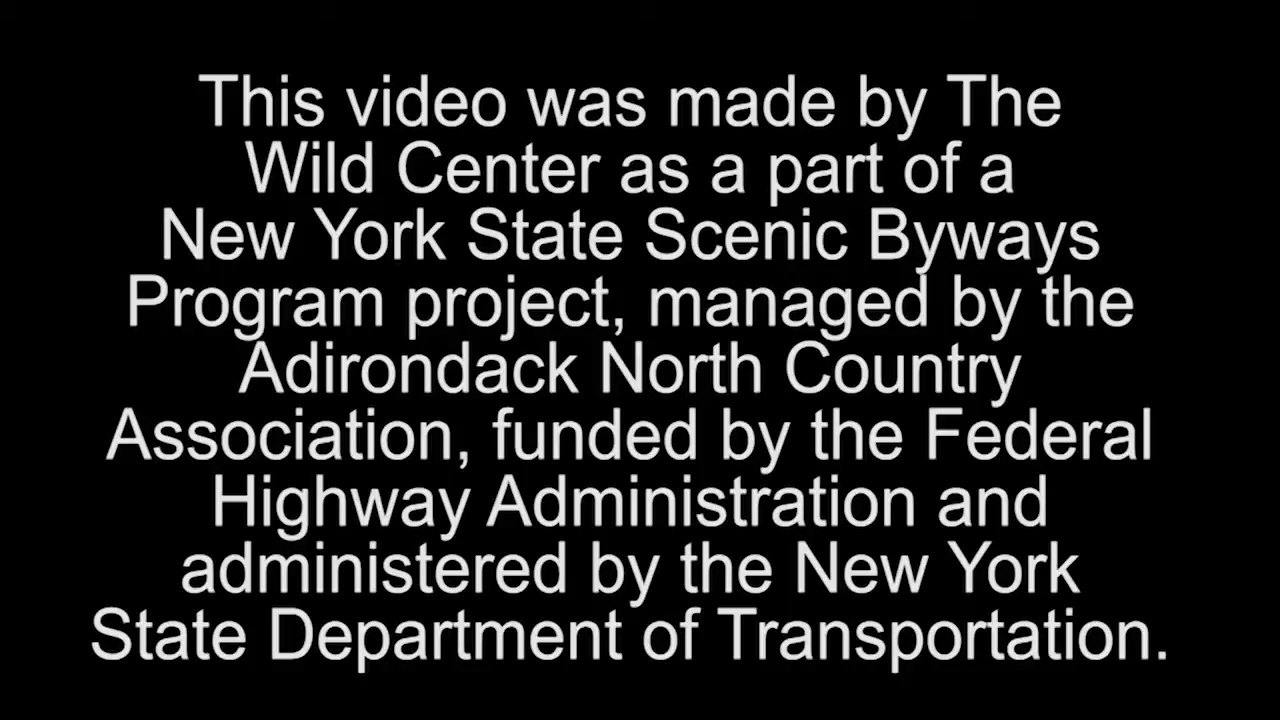 This video was made by The
Wild Center as a part of a
New York State Scenic Byways
Program project, managed by the
Adirondack North Country
Association, funded by the Federal
Highway Administration and
administered by the New York
State Department of Transportation.